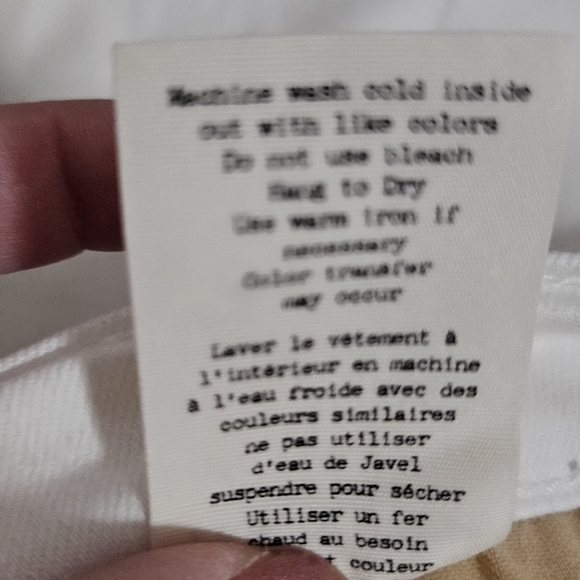 Machine wash cold inside
out with like colors
Do not use bleach
Hang to Dry
Use warm iron if
necessary
Color transfer
may occur
Laver le vêtement à
l'intérieur en machine
à l'eau froide avec des
couleurs similaires
ne pas utiliser
d'eau de Javel
suspendre pour sécher
Utiliser un fer
chaud au besoin
t couleur